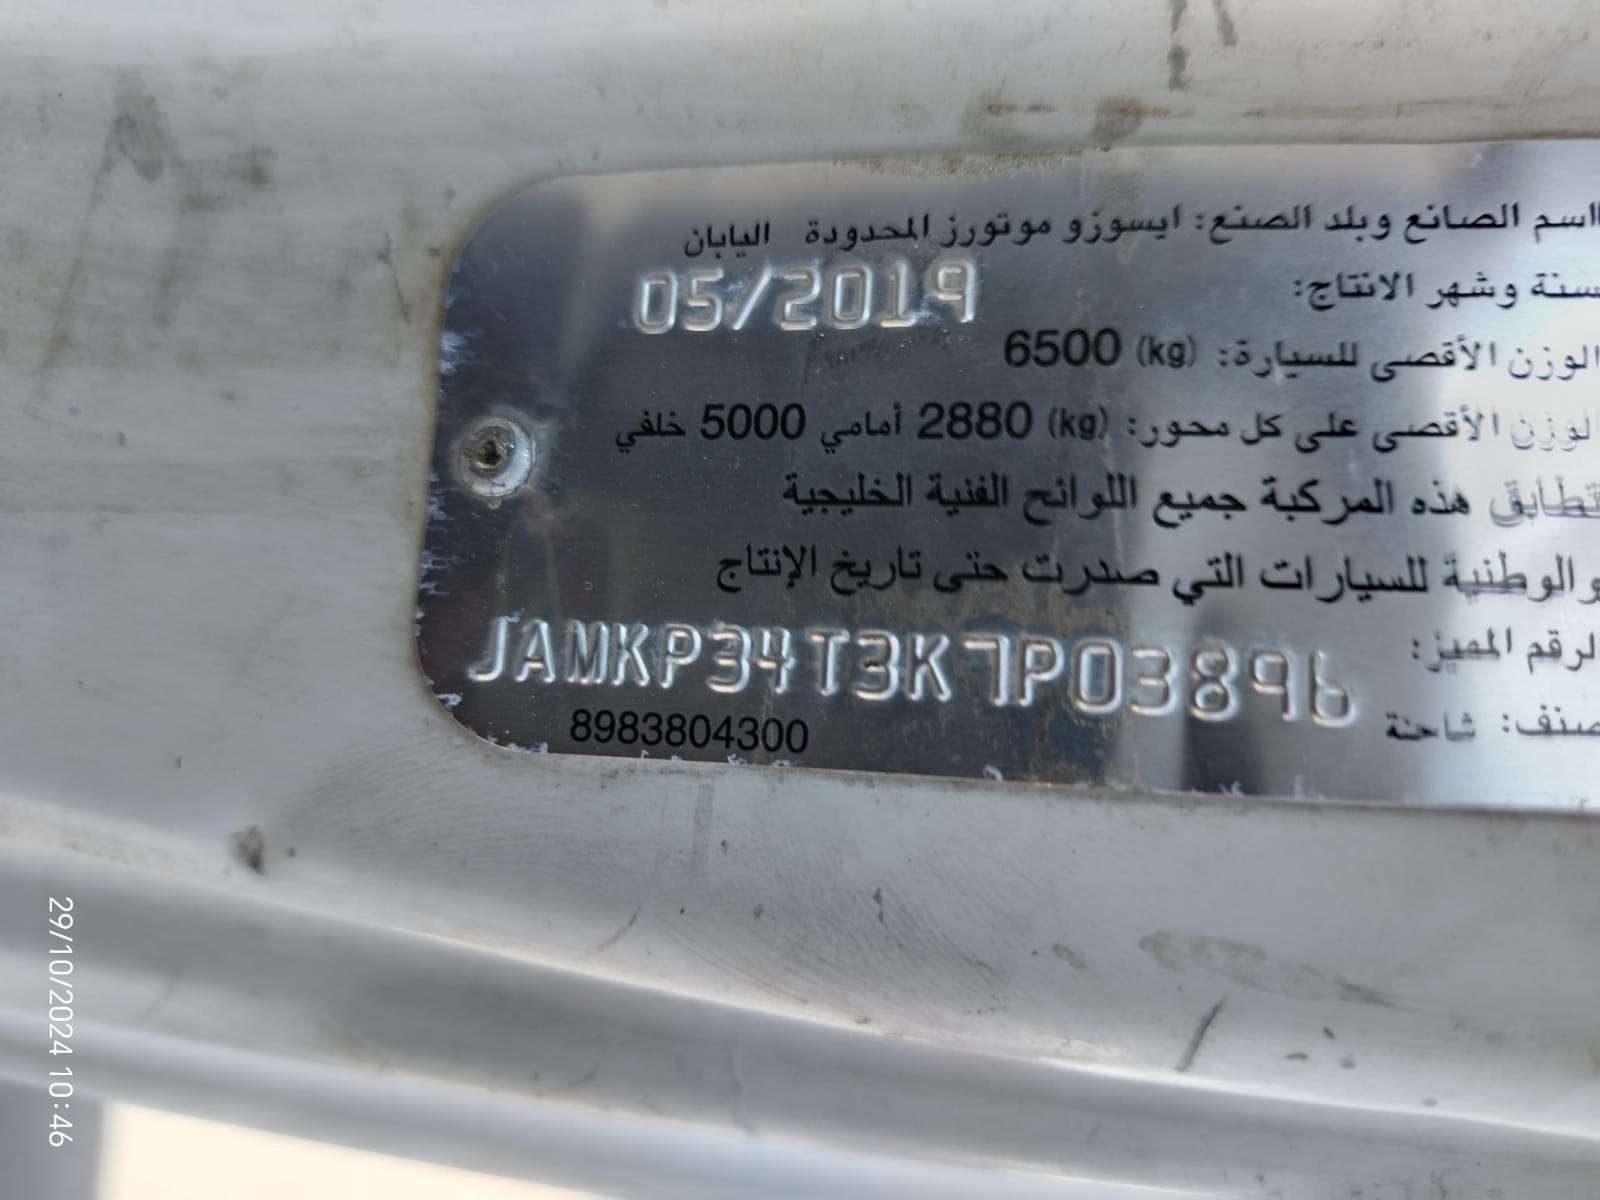 اسم الصانع وبلد الصنع: ايسوزو موتورز المحدودة اليابان
سنة وشهر الانتاج: 05/2019
الوزن الأقصى للسيارة: (kg) 6500
الوزن الأقصى على كل محور: (kg) 2880 أمامي 5000 خلفي
تطابق هذه المركبة جميع اللوائح الفنية الخليجية
والوطنية للسيارات التي صدرت حتى تاريخ الإنتاج
الرقم المميز: JAMKP34T3K7P03896
صنف: شاحنة
8983804300
29/10/2024 10:46